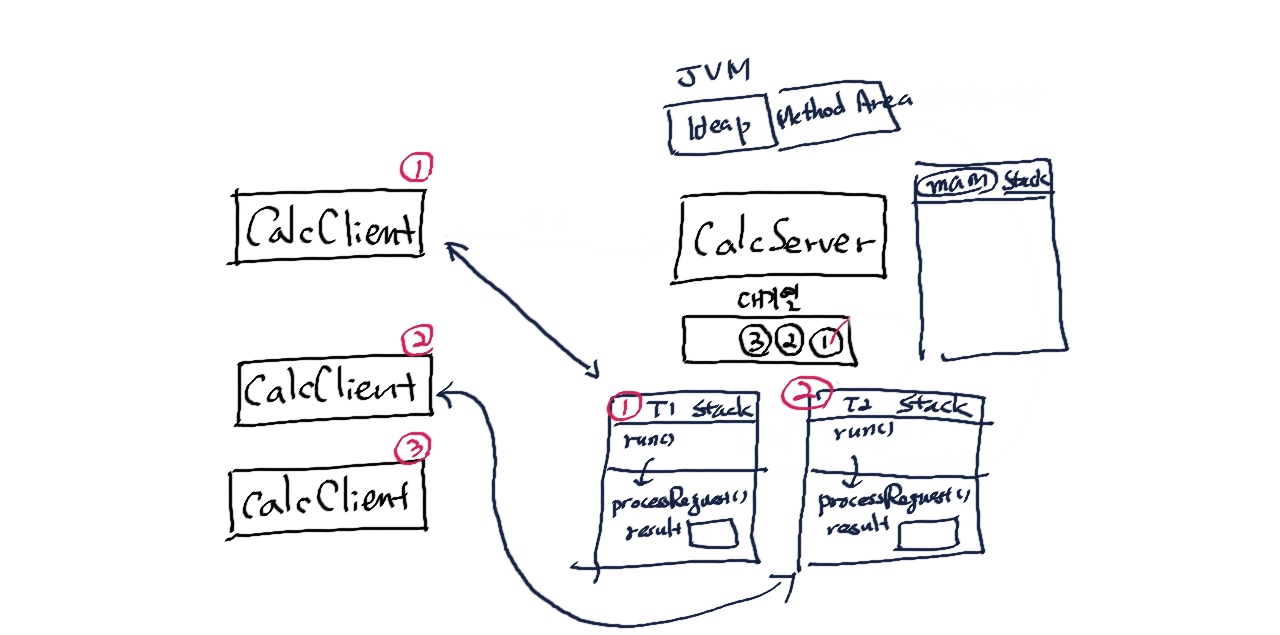 JVM
Heap
Method Area
①
CalcClient
main Stack
CalcServer
대기열
③ ② ①
②
CalcClient
③
CalcClient
① T1 Stack
run()
processRequest()
result
② T2 Stack
run()
processRequest()
result